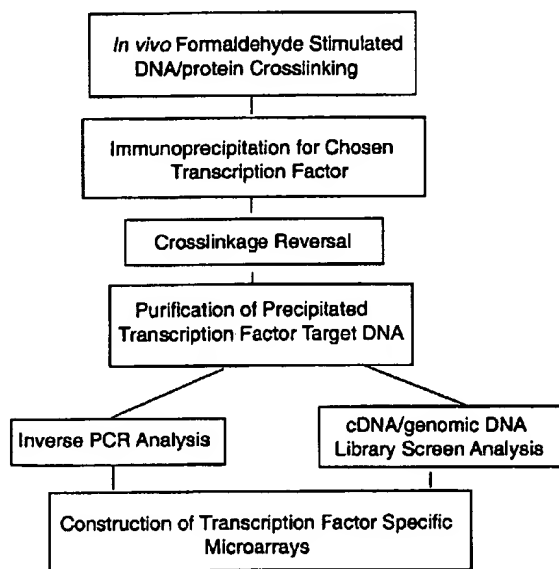 In vivo Formaldehyde Stimulated
DNA/protein Crosslinking
Immunoprecipitation for Chosen
Transcription Factor
Crosslinkage Reversal
Purification of Precipitated
Transcription Factor Target DNA
Inverse PCR Analysis
cDNA/genomic DNA
Library Screen Analysis
Construction of Transcription Factor Specific
Microarrays